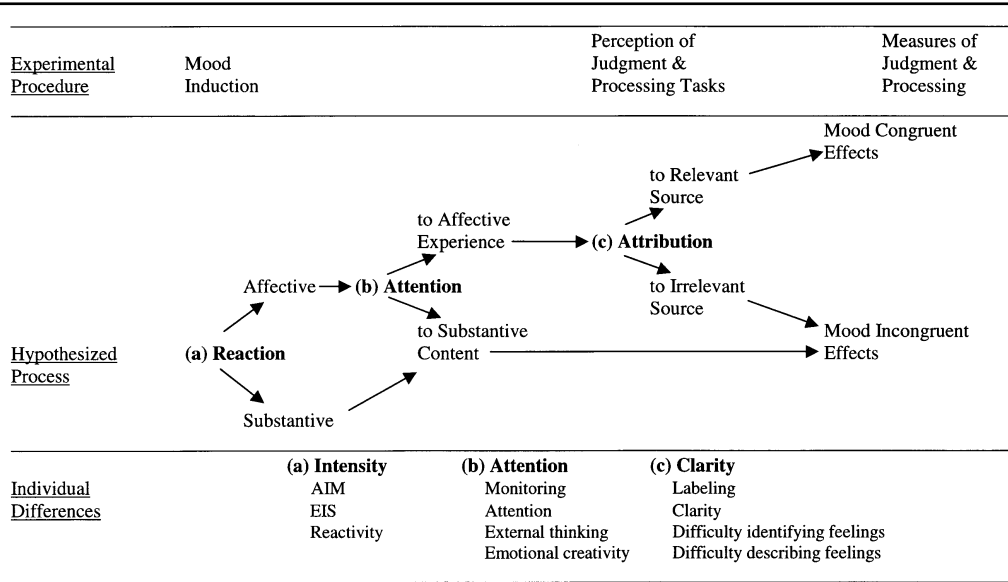 Experimental
Procedure
Mood
Induction
Perception of
Judgment &
Processing Tasks
Measures of
Judgment &
Processing
Mood Congruent
Effects
to Relevant
Source
to Affective
Experience
(c) Attribution
Affective
(b) Attention
to Irrelevant
Source
to Substantive
Content
Mood Incongruent
Effects
Hypothesized
Process
(a) Reaction
Substantive
Individual
Differences
(a) Intensity
AIM
EIS
Reactivity
(b) Attention
Monitoring
Attention
External thinking
Emotional creativity
(c) Clarity
Labeling
Clarity
Difficulty identifying feelings
Difficulty describing feelings